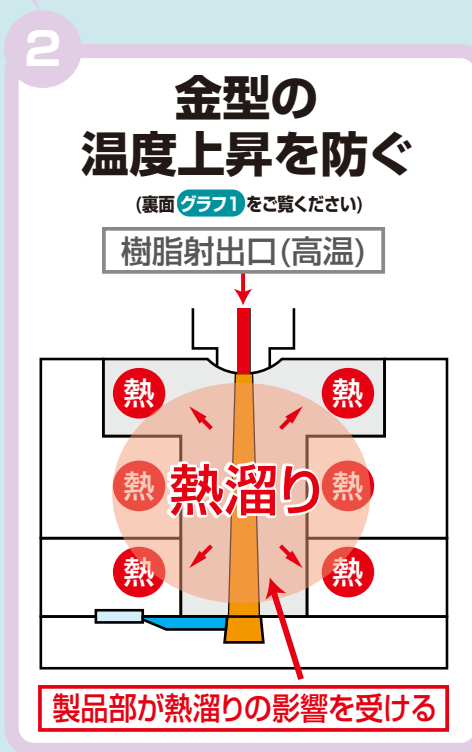 2
金型の
温度上昇を防ぐ
(裏面 グラフ1 をご覧ください)
樹脂射出口(高温)
熱 熱
熱 熱溜り 熱
熱 熱
製品部が熱溜りの影響を受ける